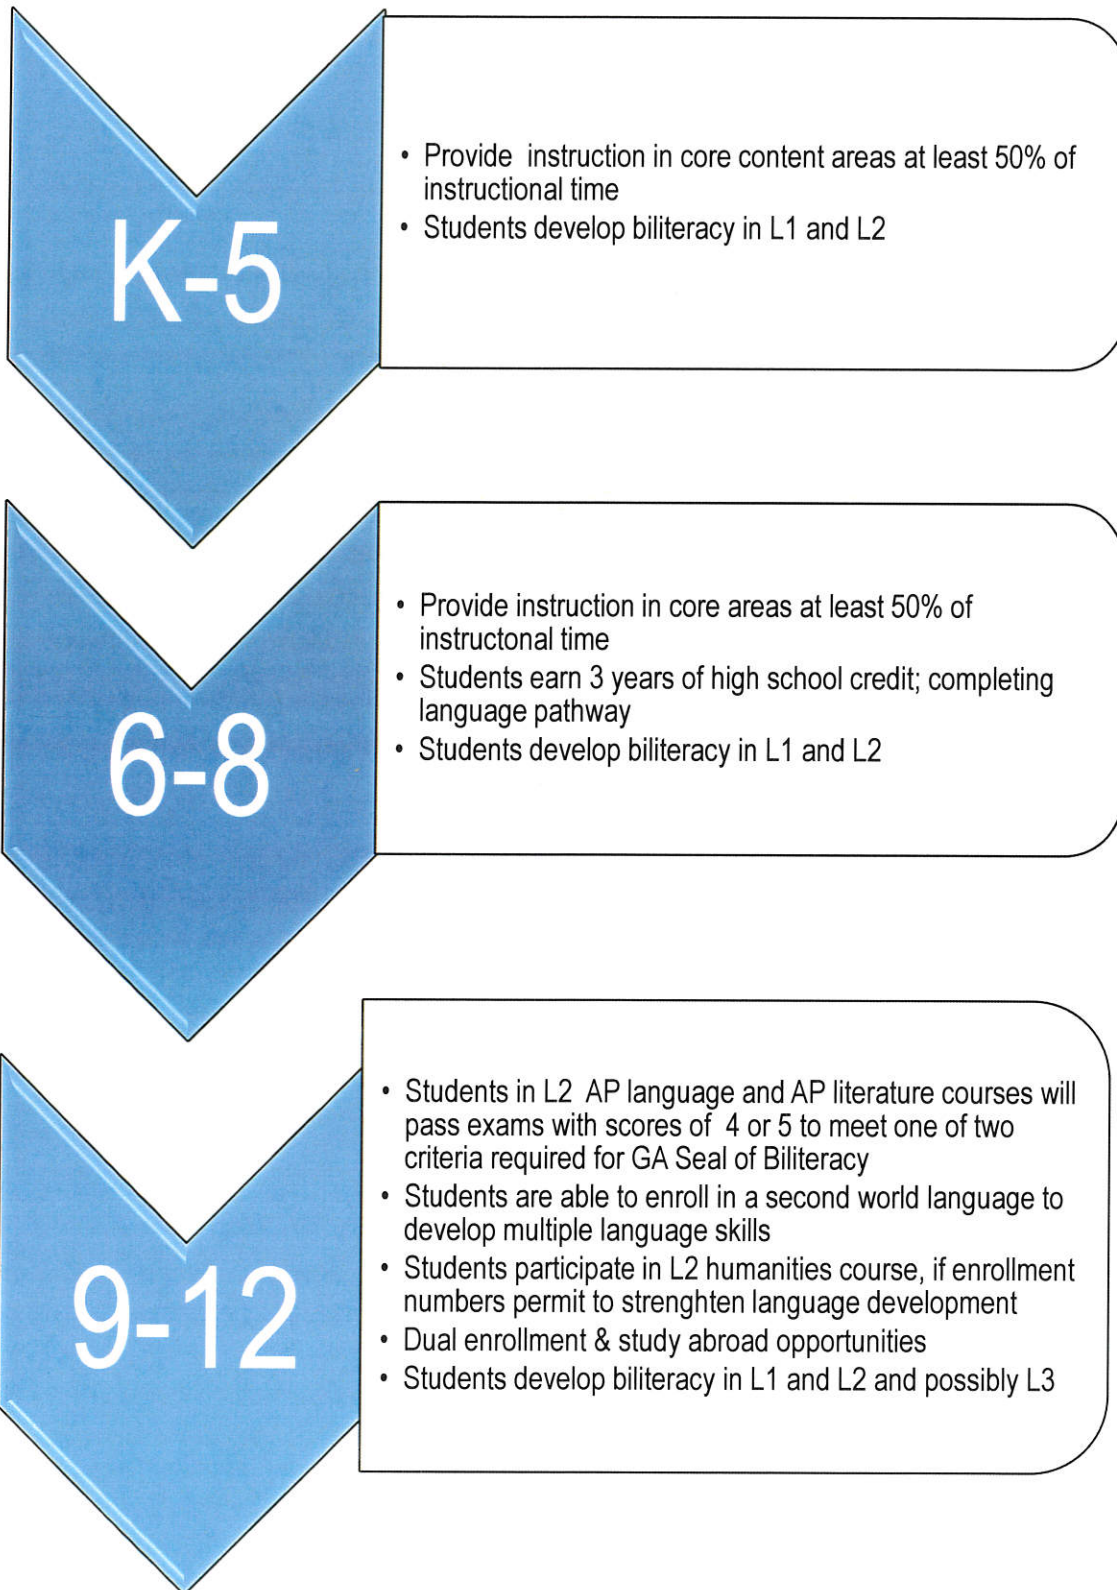 K-5
• Provide instruction in core content areas at least 50% of
instructional time
• Students develop biliteracy in L1 and L2
6-8
• Provide instruction in core areas at least 50% of
instructonal time
• Students earn 3 years of high school credit; completing
language pathway
• Students develop biliteracy in L1 and L2
9-12
• Students in L2 AP language and AP literature courses will
pass exams with scores of 4 or 5 to meet one of two
criteria required for GA Seal of Biliteracy
• Students are able to enroll in a second world language to
develop multiple language skills
• Students participate in L2 humanities course, if enrollment
numbers permit to strenghten language development
• Dual enrollment & study abroad opportunities
• Students develop biliteracy in L1 and L2 and possibly L3